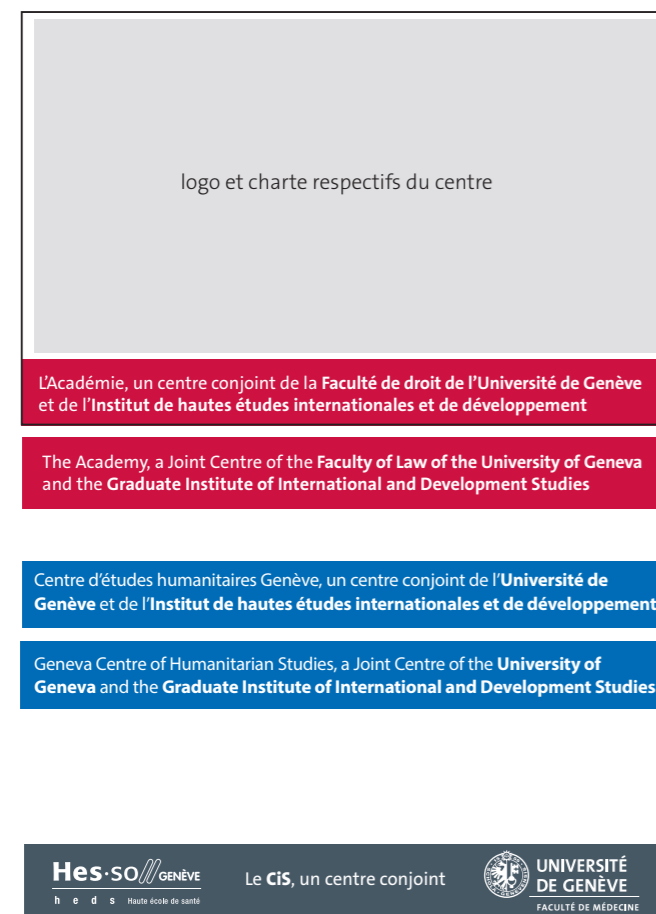 logo et charte respectifs du centre
L’Académie, un centre conjoint de la Faculté de droit de l’Université de Genève
et de l’Institut de hautes études internationales et de développement
The Academy, a Joint Centre of the Faculty of Law of the University of Geneva
and the Graduate Institute of International and Development Studies
Centre d’études humanitaires Genève, un centre conjoint de l’Université de
Genève et de l’Institut de hautes études internationales et de développement
Geneva Centre of Humanitarian Studies, a Joint Centre of the University of
Geneva and the Graduate Institute of International and Development Studies
Hes·so GENÈVE
h e d s Haute école de santé
Le CiS, un centre conjoint
UNIVERSITÉ
DE GENÈVE
FACULTÉ DE MÉDECINE